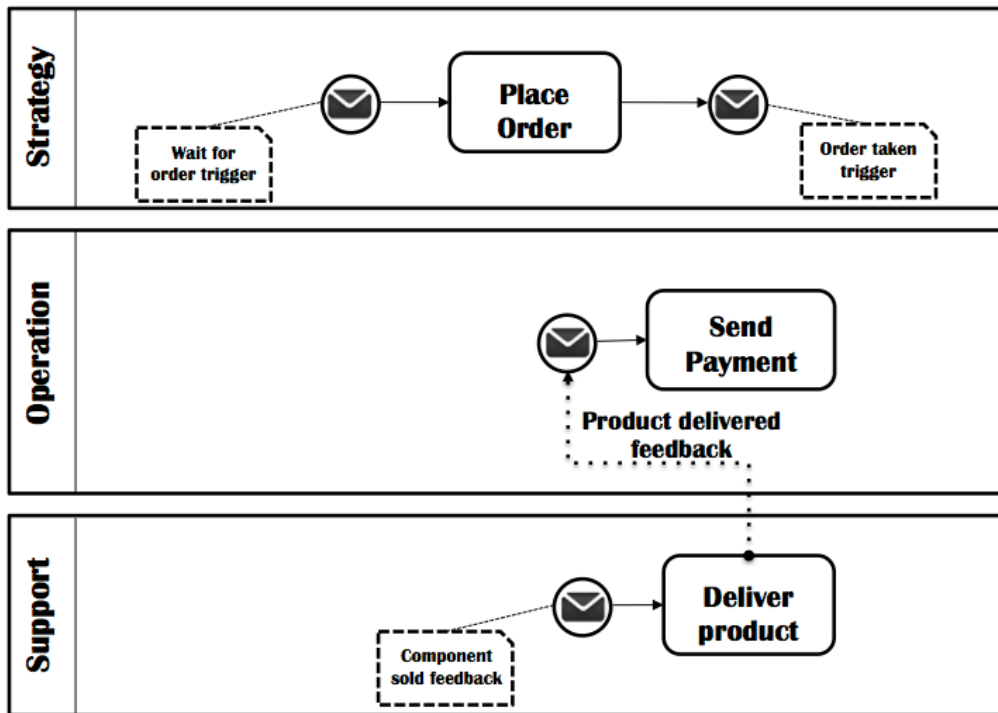 Strategy
Place
Order
Wait for
order trigger
Order taken
trigger
Operation
Send
Payment
Product delivered
feedback
Support
Deliver
product
Component
sold feedback